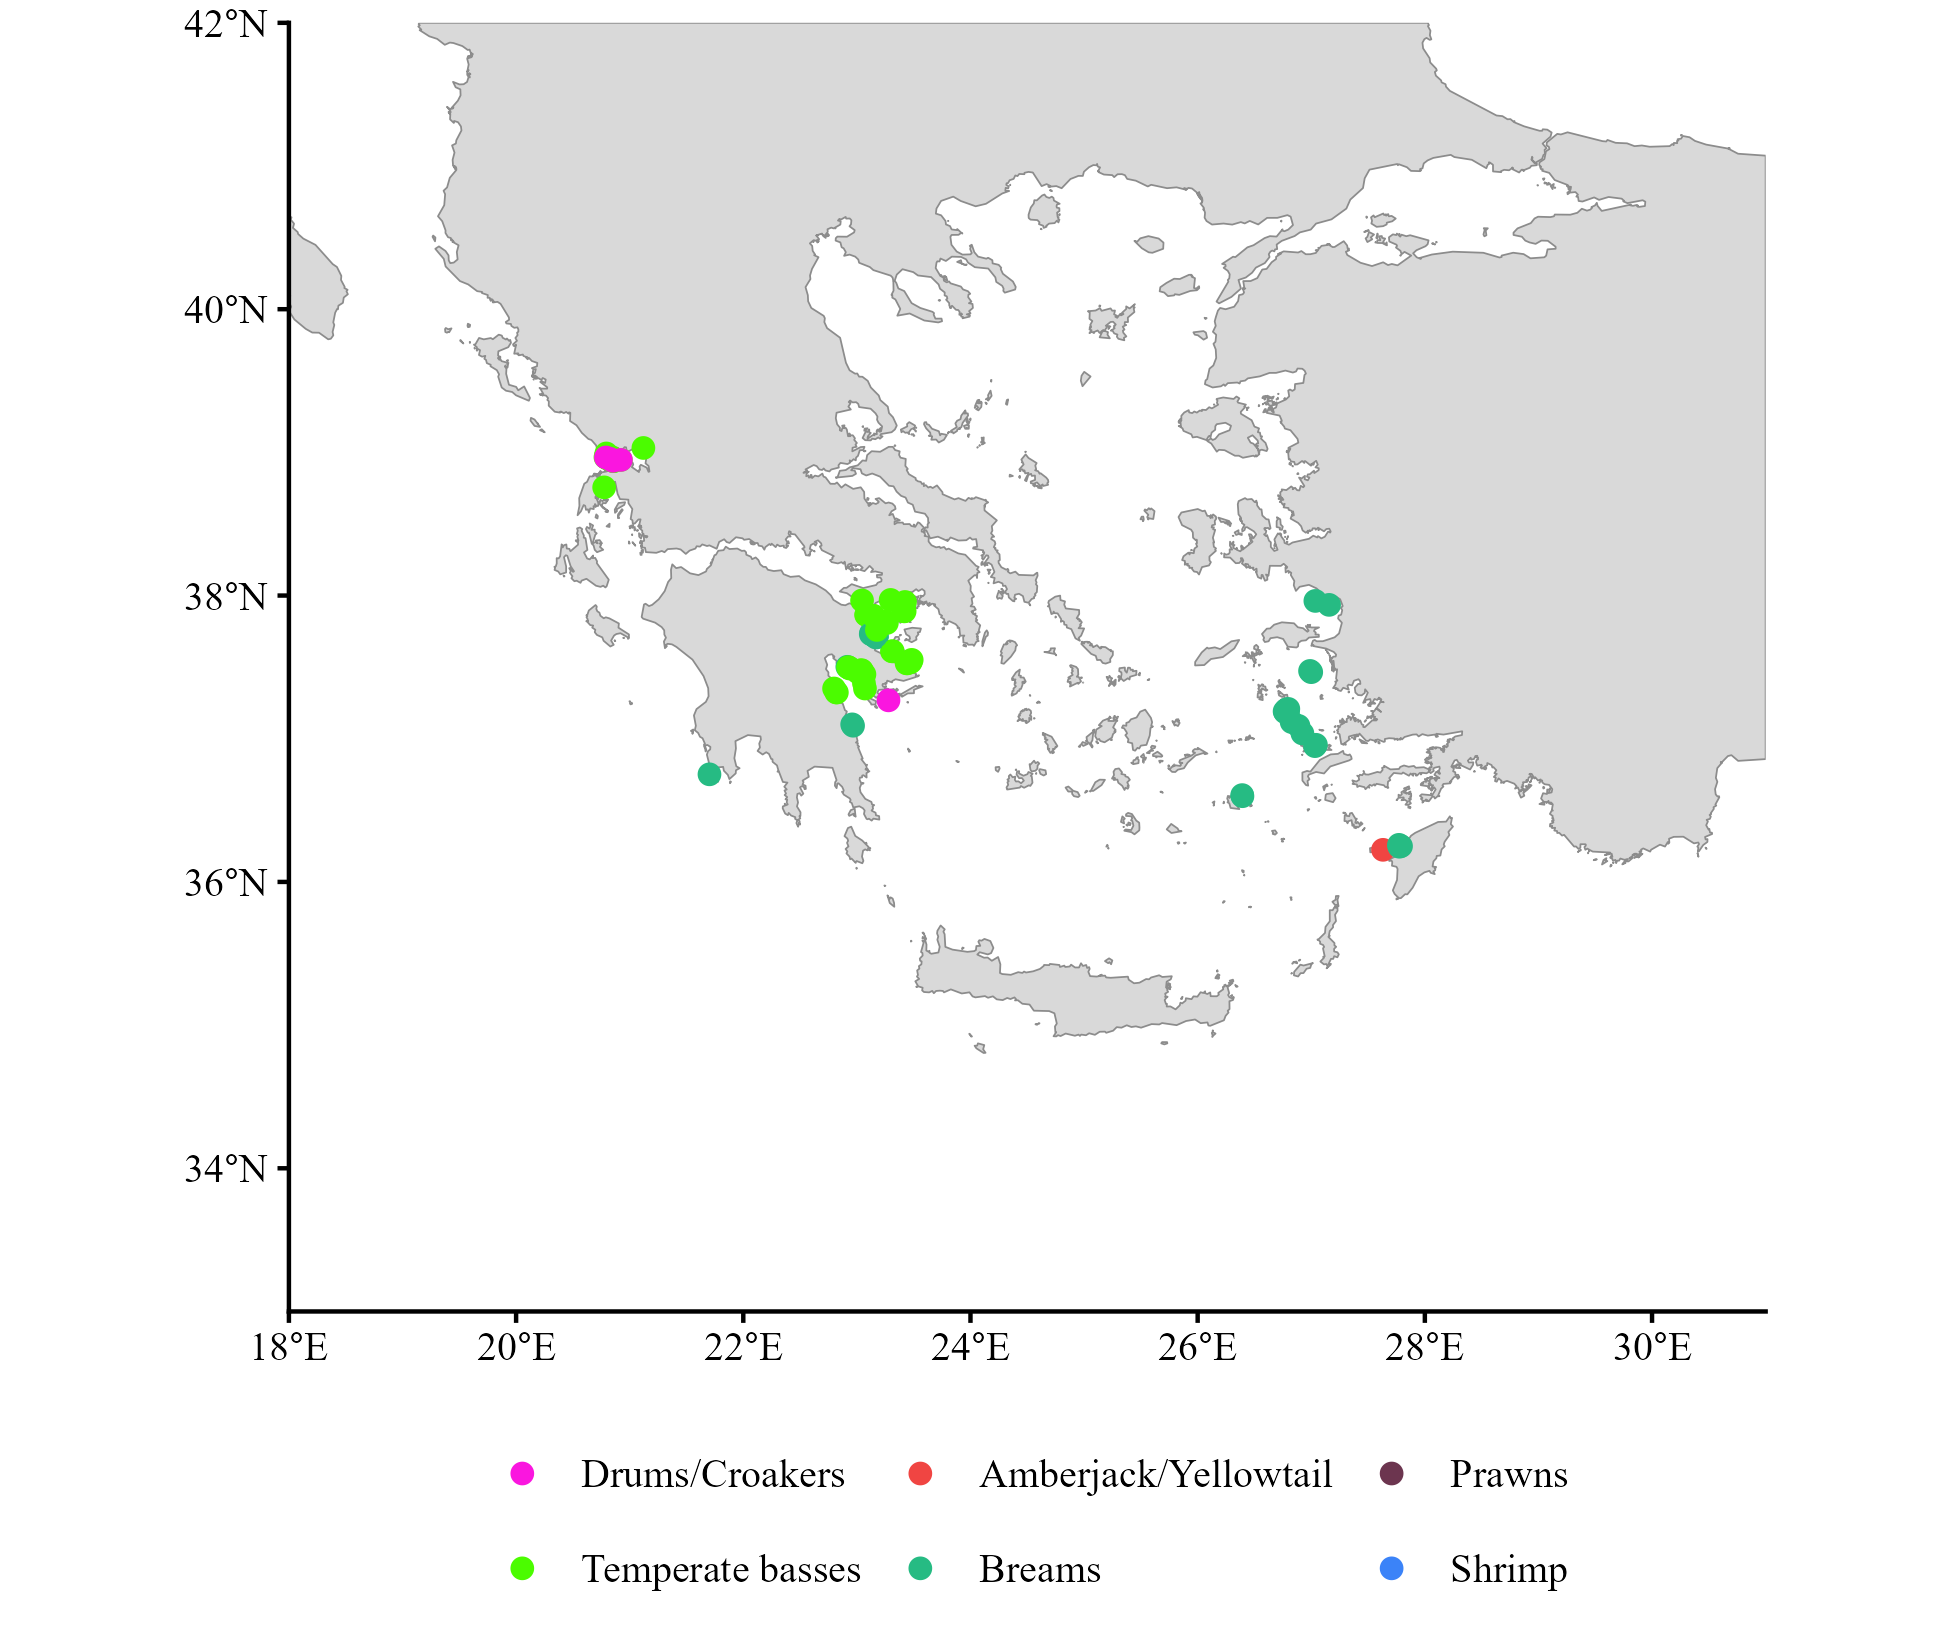 42°N
40°N
38°N
36°N
34°N
18°E 20°E 22°E 24°E 26°E 28°E 30°E
Drums/Croakers Amberjack/Yellowtail Prawns
Temperate basses Breams Shrimp